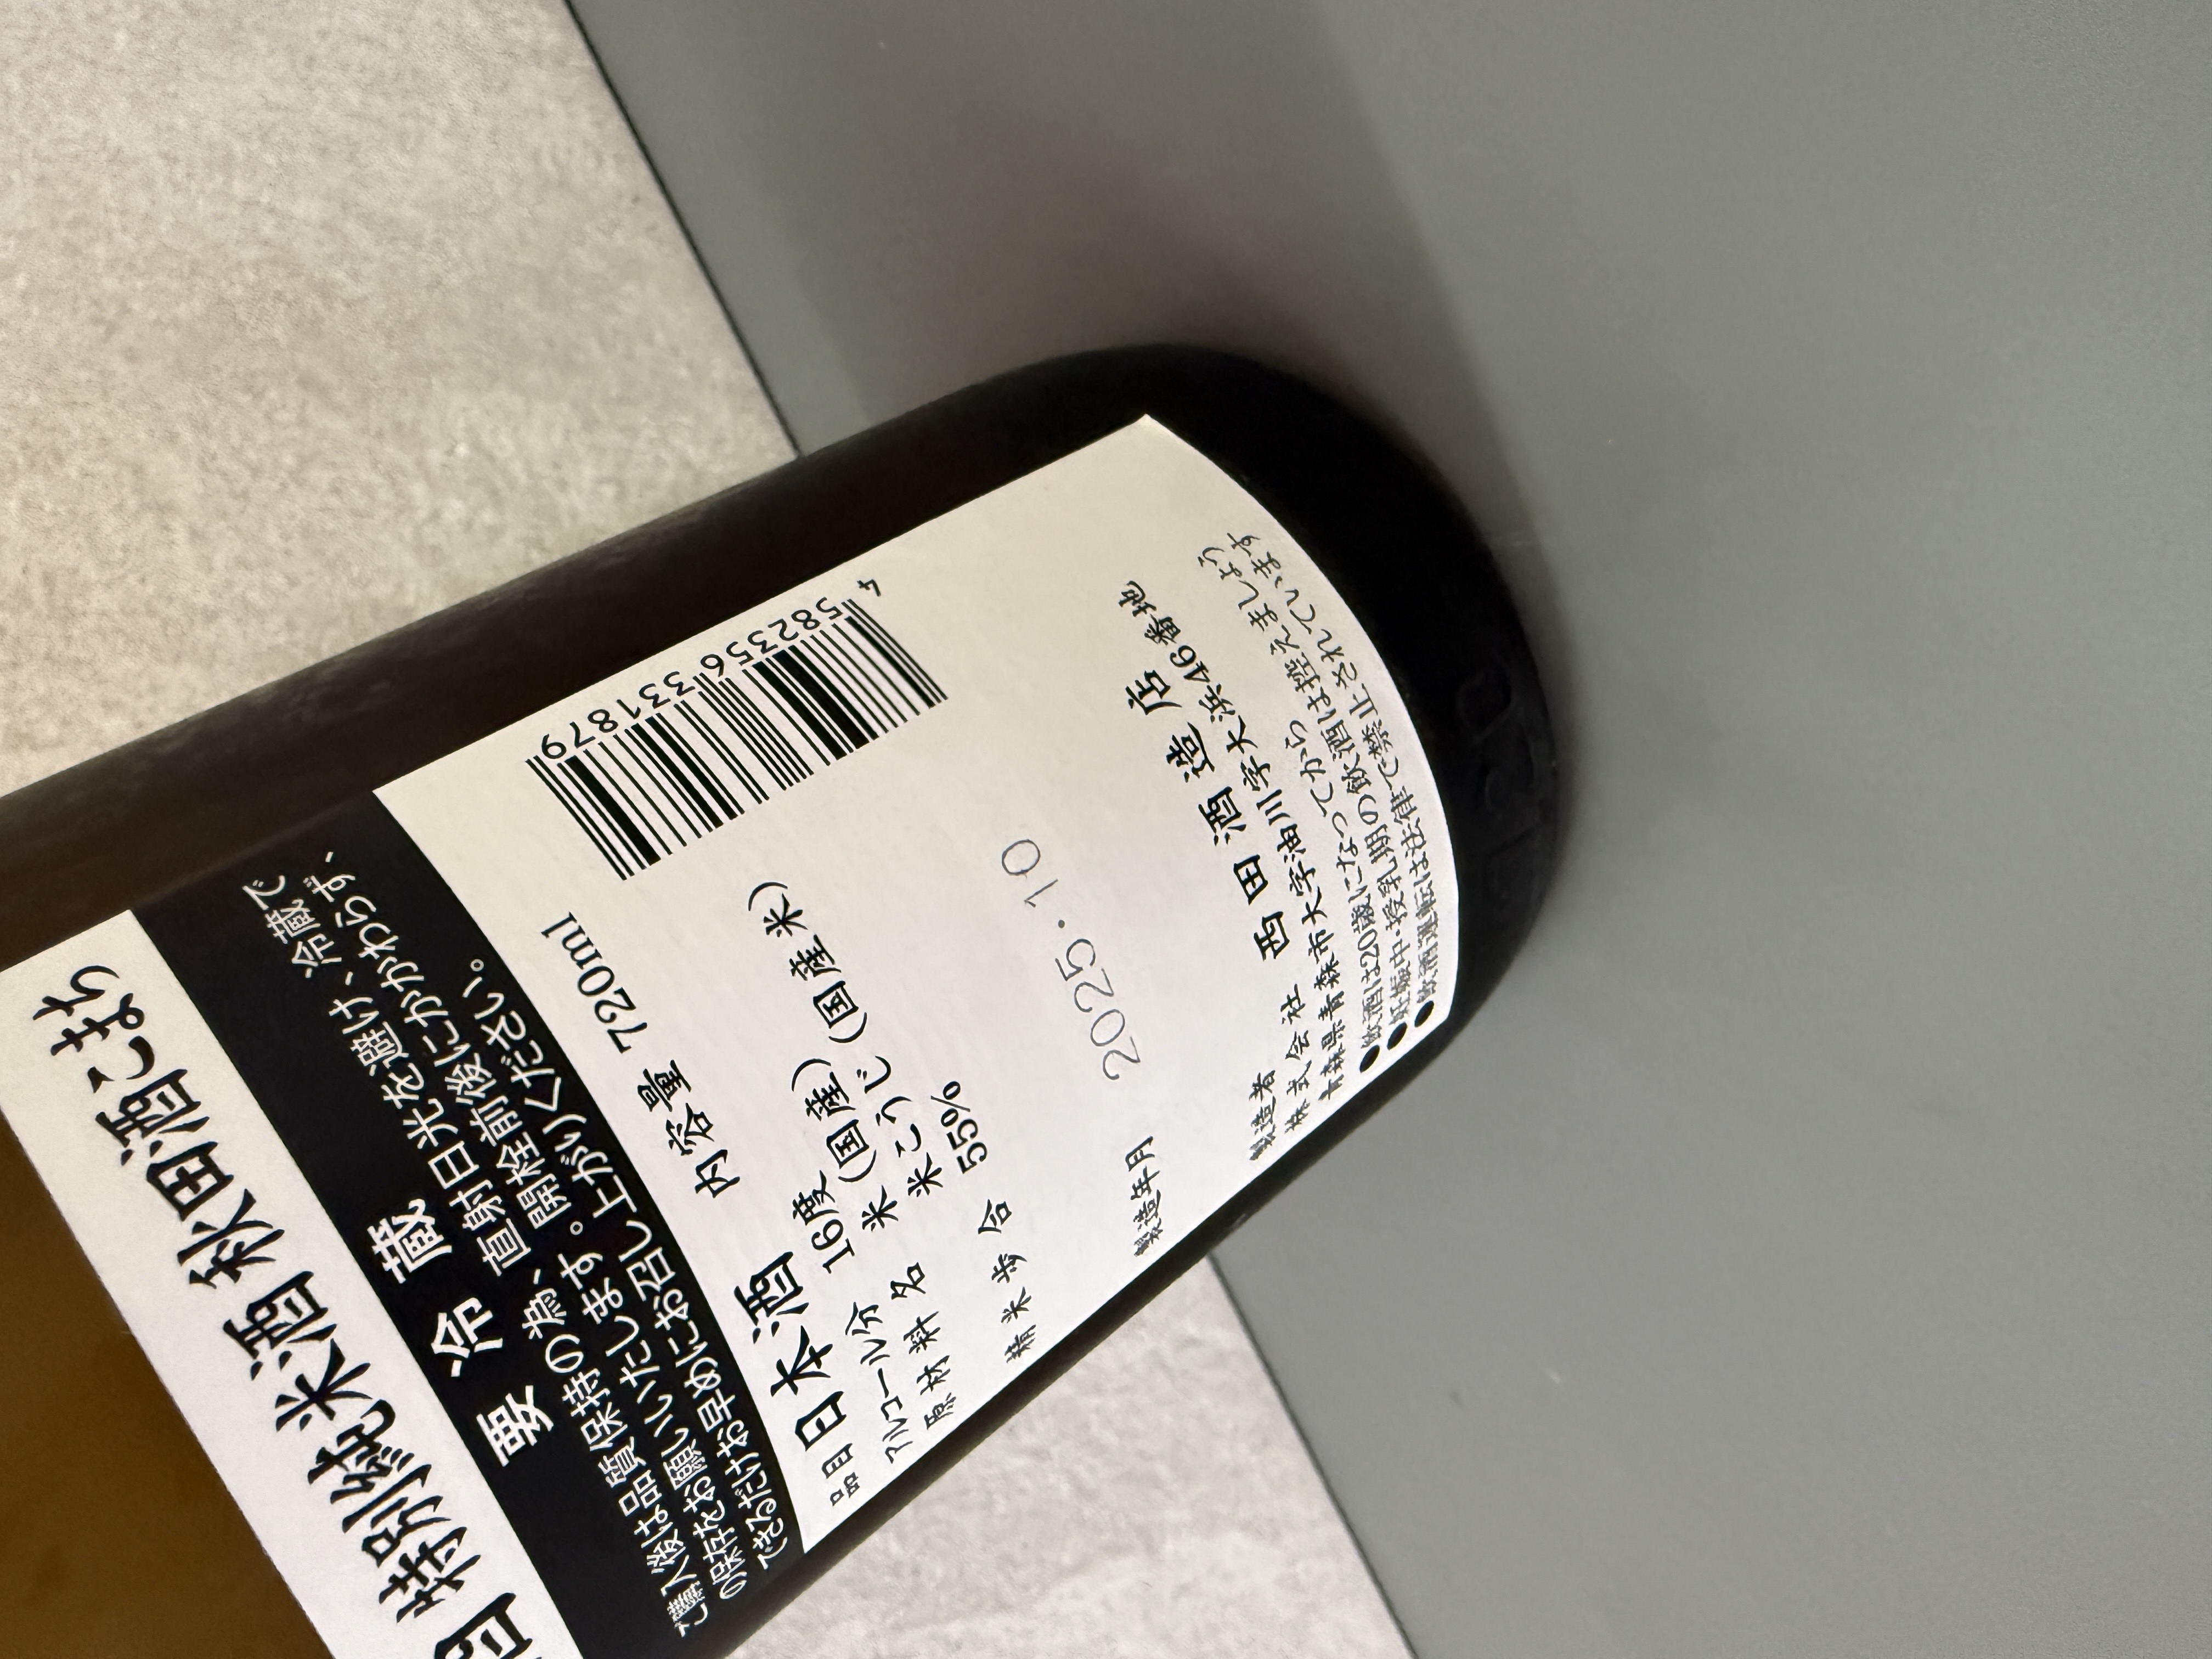 特別純米酒 秋田酒こまち
要冷蔵
ご購入後は品質保持の為、直射日光を避け、冷蔵で
の保存をお願いいたします。開栓前後にかかわらず、
できるだけお早めにお召し上がりください。
品目 日本酒 内容量 720ml
アルコール分 16度
原材料名 米(国産)
米こうじ(国産米)
精米歩合 55%
4 582356 331879
製造年月 2025.10
製造者
株式会社 西田酒造店
青森県青森市大字油川字大浜46番地
●飲酒は20歳になってから
●妊娠中・授乳期の飲酒は控えましょう
●飲酒運転は法律で禁止されています